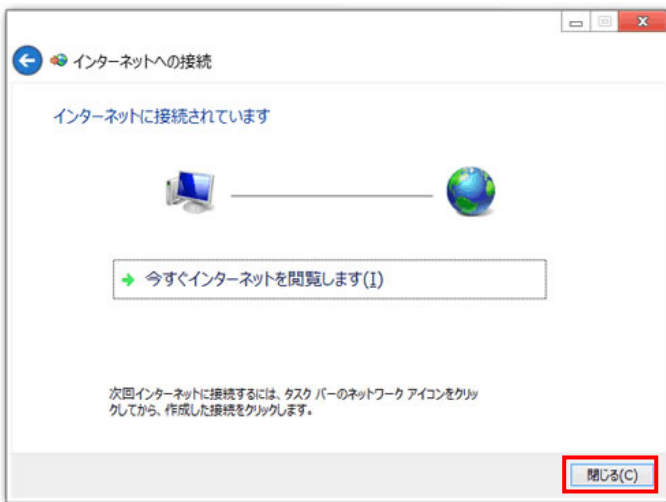 インターネットへの接続
インターネットに接続されています
今すぐインターネットを閲覧します(I)
次回インターネットに接続するには、タスク バーのネットワーク アイコンをクリッ
クしてから、作成した接続をクリックします。
閉じる(C)